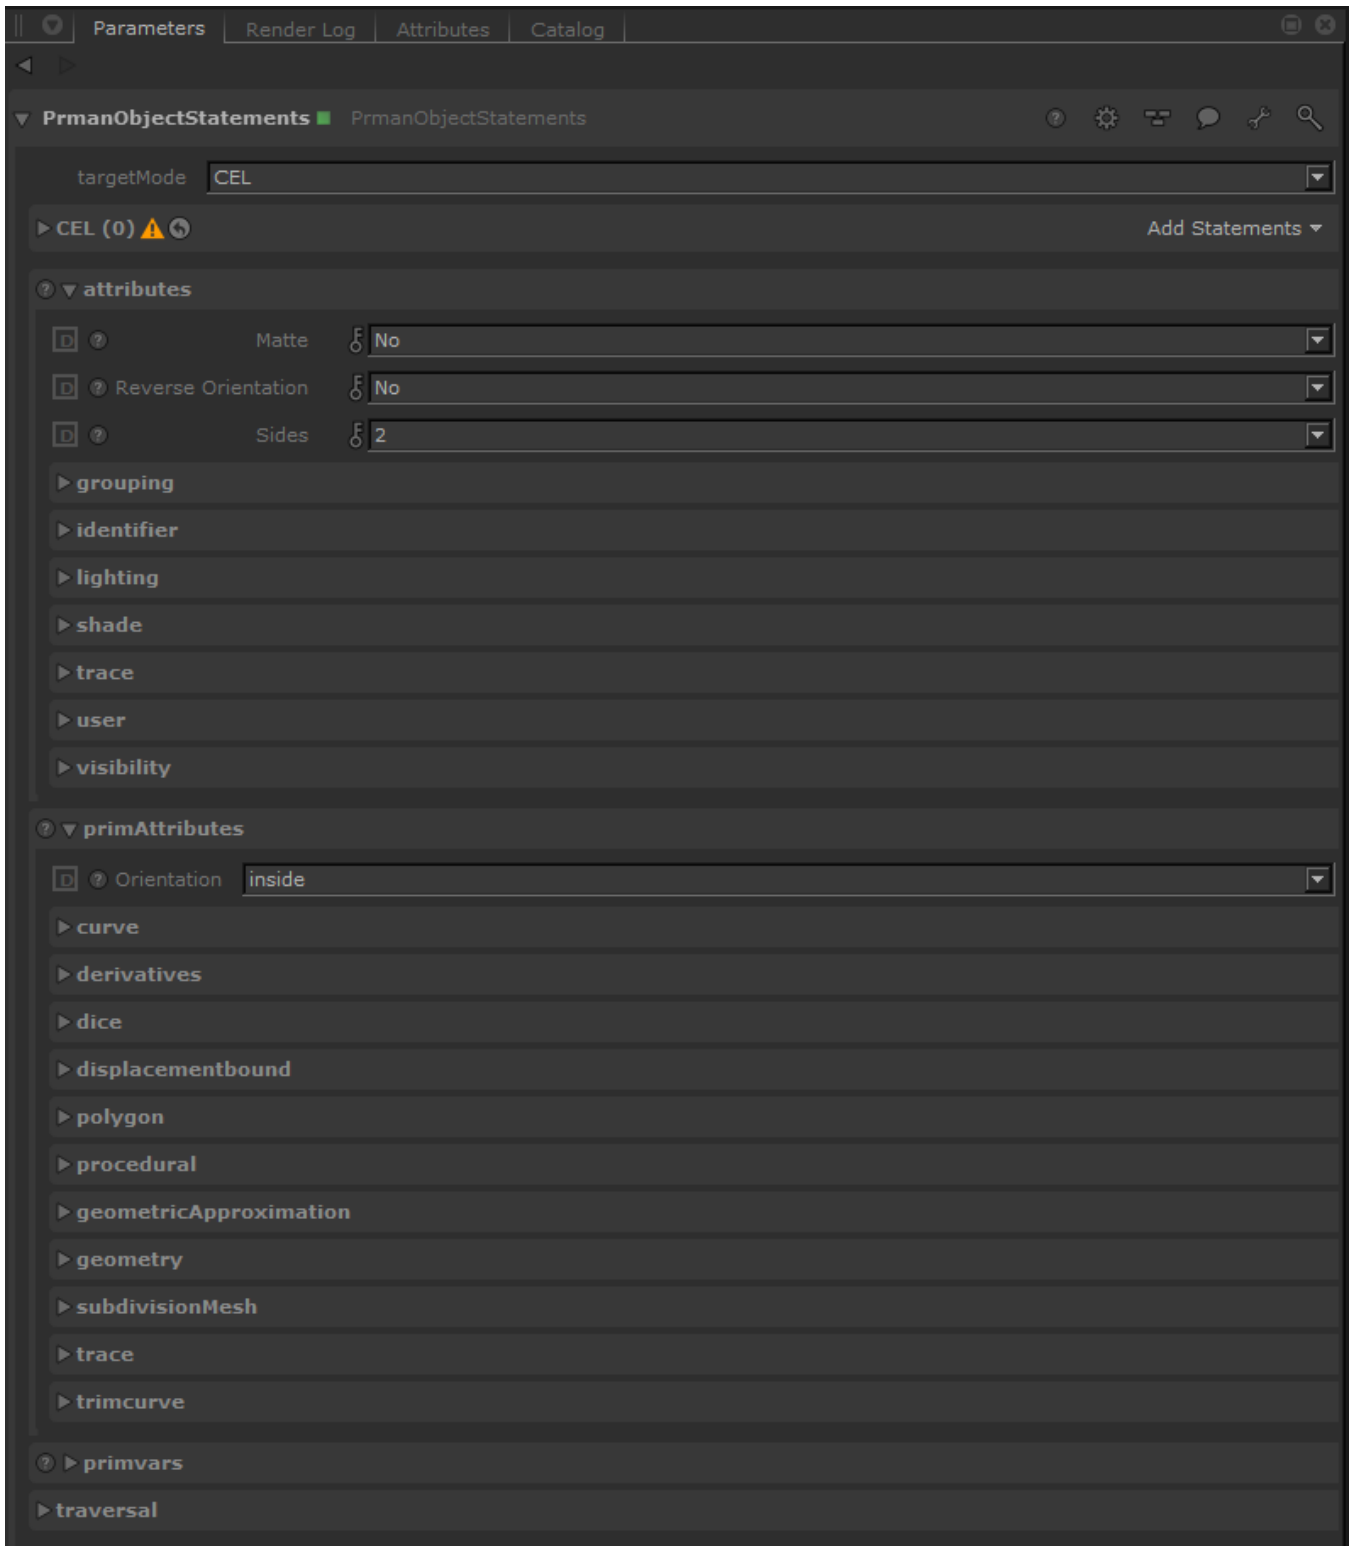 Parameters Render Log Attributes Catalog
PrmanObjectStatements PrmanObjectStatements
targetMode CEL
CEL (0) Add Statements
attributes
D ? Matte No
D ? Reverse Orientation No
D ? Sides 2
grouping
identifier
lighting
shade
trace
user
visibility
primAttributes
D ? Orientation inside
curve
derivatives
dice
displacementbound
polygon
procedural
geometricApproximation
geometry
subdivisionMesh
trace
trimcurve
primvars
traversal